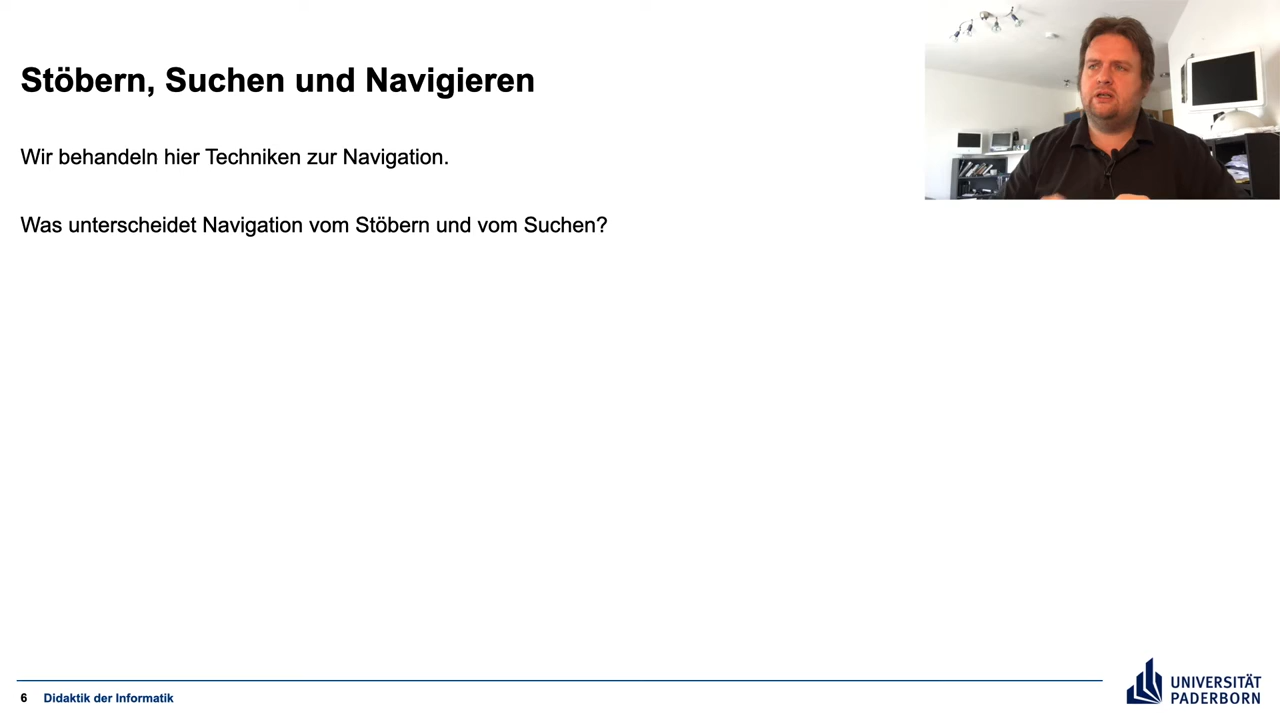 Stöbern, Suchen und Navigieren
Wir behandeln hier Techniken zur Navigation.
Was unterscheidet Navigation vom Stöbern und vom Suchen?
6 Didaktik der Informatik
UNIVERSITÄT
PADERBORN